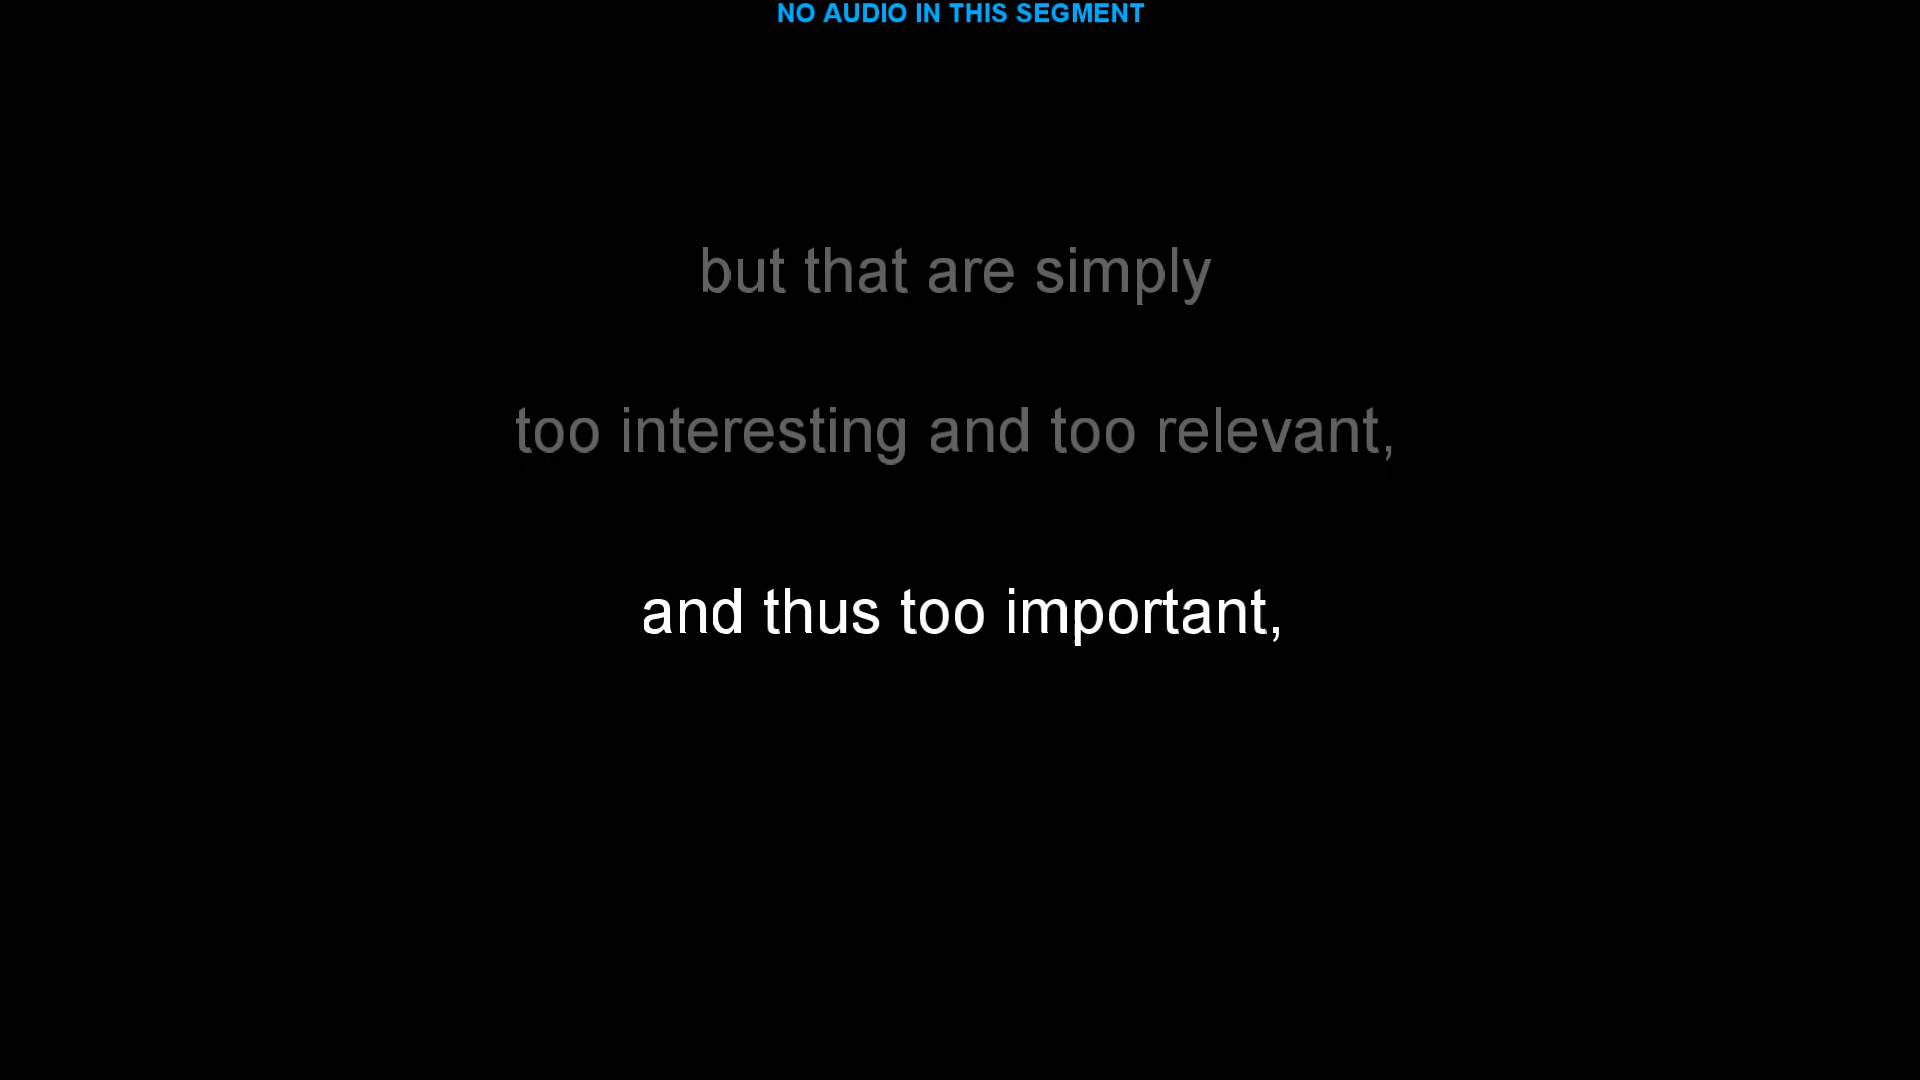 NO AUDIO IN THIS SEGMENT
but that are simply
too interesting and too relevant,
and thus too important,